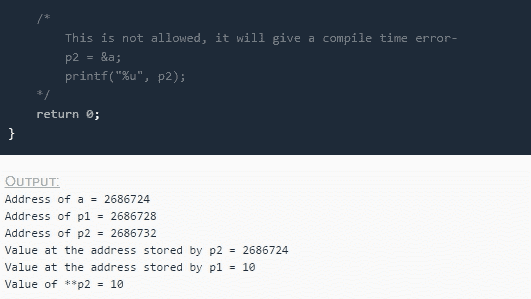 /*
This is not allowed, it will give a compile time error-
p2 = &a;
printf("%u", p2);
*/
return 0;
}
OUTPUT:
Address of a = 2686724
Address of p1 = 2686728
Address of p2 = 2686732
Value at the address stored by p2 = 2686724
Value at the address stored by p1 = 10
Value of **p2 = 10